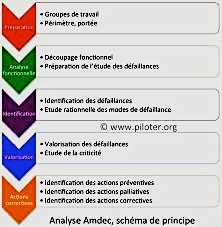 Préparation
• Groupes de travail
• Périmètre, portée
Analyse
fonctionnelle
• Découpage fonctionnel
• Préparation de l'étude des défaillances
Identification
• Identification des défaillances
• Etude rationnelle des modes de défaillance
© www.piloter.org
Valorisation
• Valorisation des défaillances
• Etude de la criticité
Actions
correctives
• Identification des actions préventives
• Identification des actions palliatives
• Identification des actions correctives
Analyse Amdec, schéma de principe